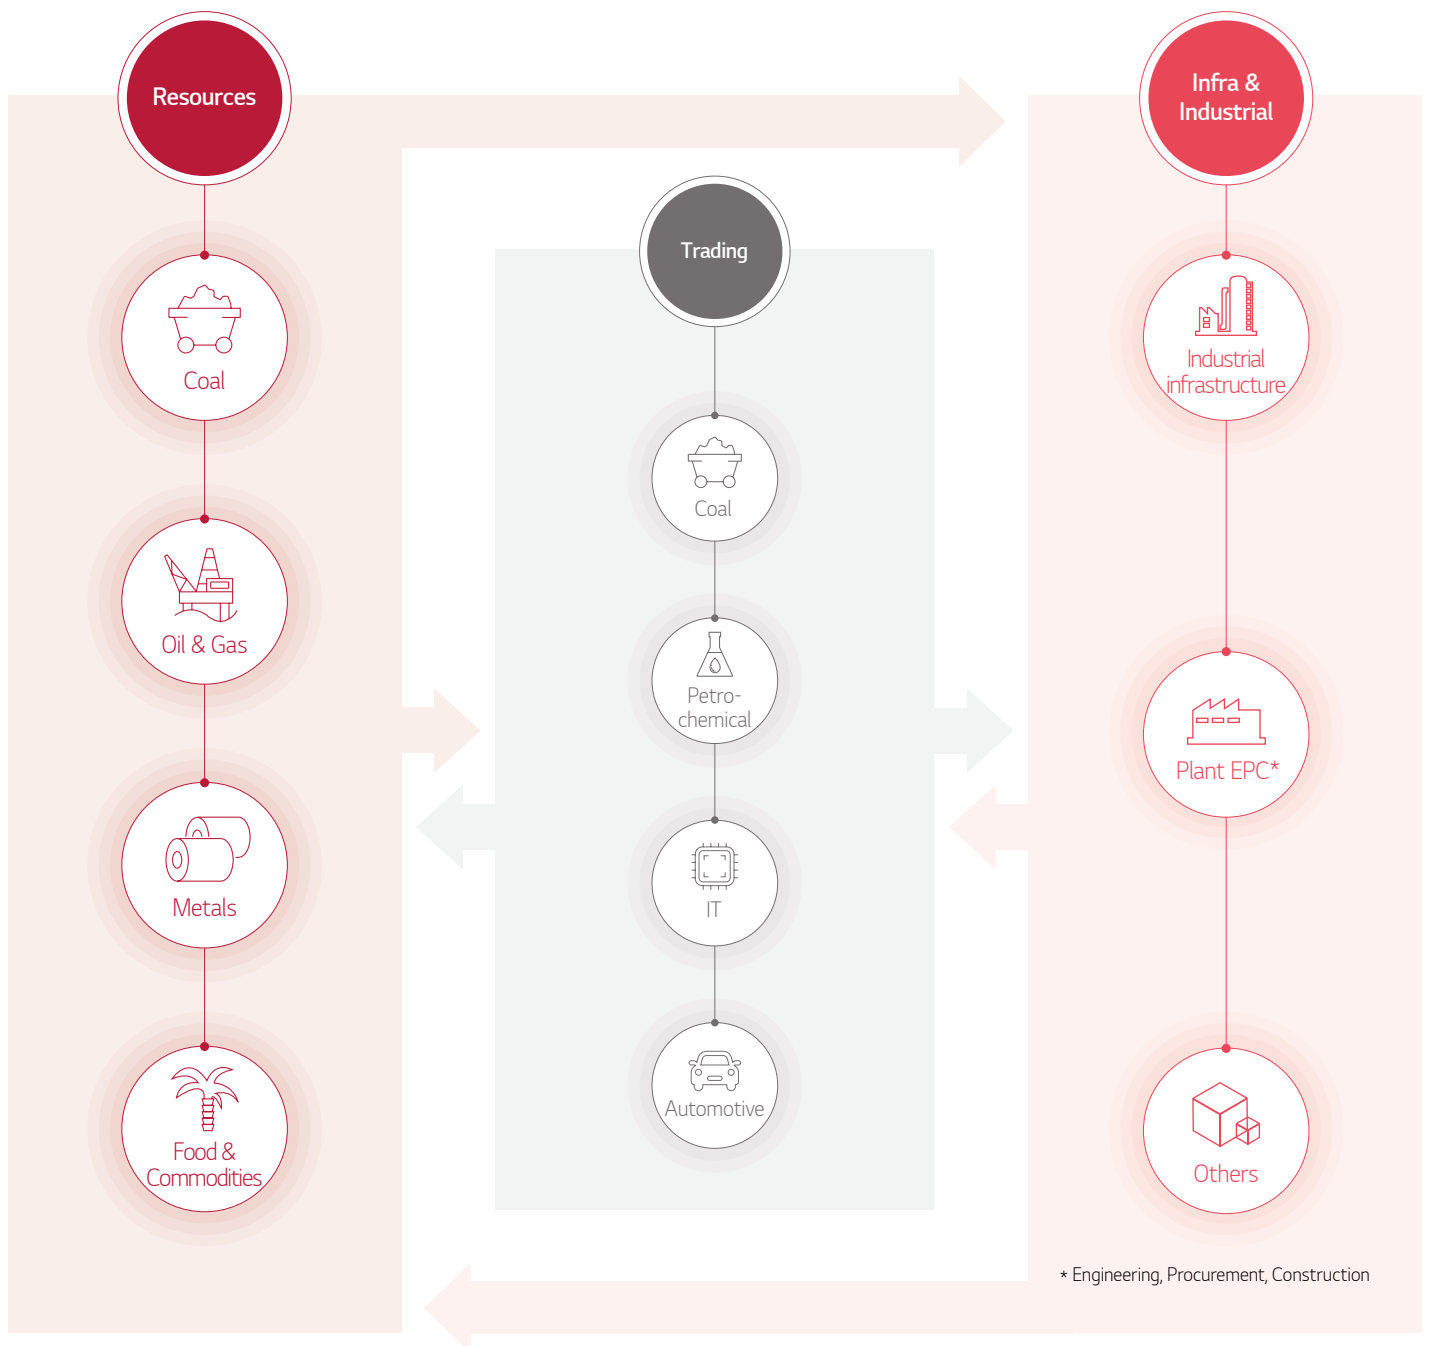 Resources
Coal
Oil & Gas
Metals
Food &
Commodities
Trading
Coal
Petro-
chemical
IT
Automotive
Infra &
Industrial
Industrial
infrastructure
Plant EPC*
Others
* Engineering, Procurement, Construction